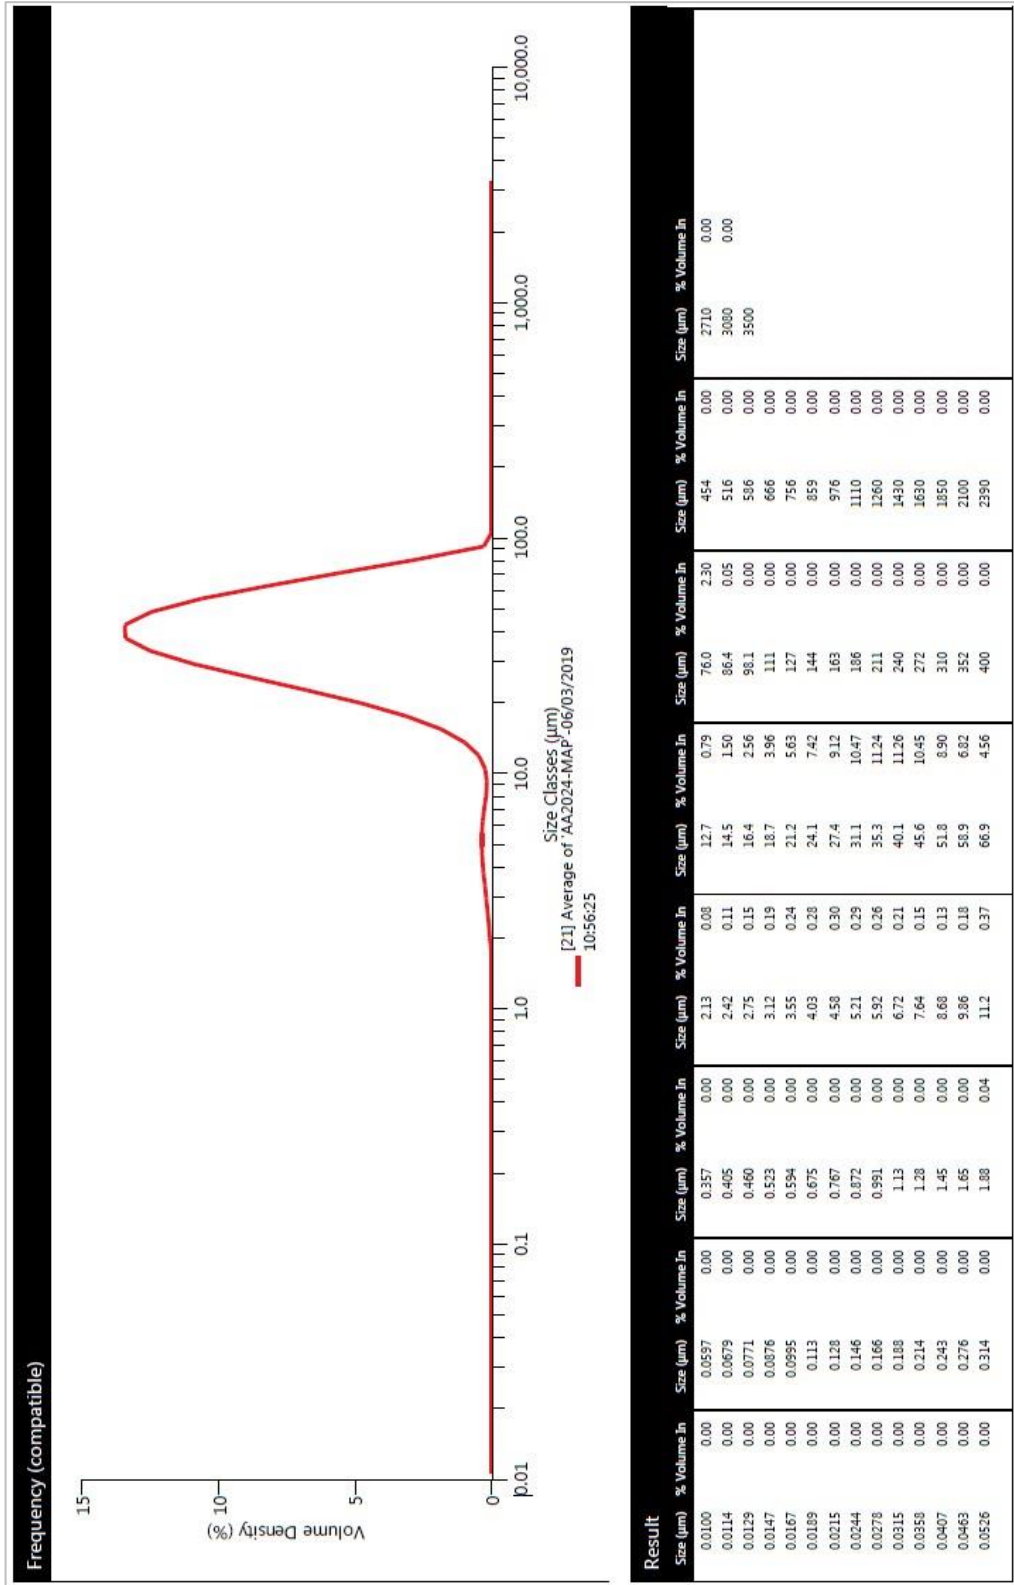 Frequency (compatible)
15
10
5
0
Volume Density (%)
0.01
0.1
1.0
10.0
100.0
1,000.0
10,000.0
Size Classes (µm)
[21] Average of 'AA2024-MAP'-06/03/2019
10:56:25
Result
Size (µm) % Volume In Size (µm) % Volume In Size (µm) % Volume In Size (µm) % Volume In Size (µm) % Volume In Size (µm) % Volume In Size (µm) % Volume In Size (µm) % Volume In
0.0100 0.00 0.0597 0.00 0.357 0.00 2.13 0.08 12.7 0.79 76.0 2.30 454 0.00 2710 0.00
0.0114 0.00 0.0679 0.00 0.405 0.00 2.42 0.11 14.5 1.50 86.4 0.05 516 0.00 3080 0.00
0.0129 0.00 0.0771 0.00 0.460 0.00 2.75 0.15 16.4 2.56 98.1 0.00 586 0.00 3500
0.0147 0.00 0.0876 0.00 0.523 0.00 3.12 0.19 18.7 3.96 111 0.00 666 0.00
0.0167 0.00 0.0995 0.00 0.594 0.00 3.55 0.24 21.2 5.63 127 0.00 756 0.00
0.0189 0.00 0.113 0.00 0.675 0.00 4.03 0.28 24.1 7.42 144 0.00 859 0.00
0.0215 0.00 0.128 0.00 0.767 0.00 4.58 0.30 27.4 9.12 163 0.00 976 0.00
0.0244 0.00 0.146 0.00 0.872 0.00 5.21 0.29 31.1 10.47 186 0.00 1110 0.00
0.0278 0.00 0.166 0.00 0.991 0.00 5.92 0.26 35.3 11.24 211 0.00 1260 0.00
0.0315 0.00 0.188 0.00 1.13 0.00 6.72 0.21 40.1 11.26 240 0.00 1430 0.00
0.0358 0.00 0.214 0.00 1.28 0.00 7.64 0.15 45.6 10.45 272 0.00 1630 0.00
0.0407 0.00 0.243 0.00 1.45 0.00 8.68 0.13 51.8 8.90 310 0.00 1850 0.00
0.0463 0.00 0.276 0.00 1.65 0.00 9.86 0.18 58.9 6.82 352 0.00 2100 0.00
0.0526 0.00 0.314 0.00 1.88 0.04 11.2 0.37 66.9 4.56 400 0.00 2390 0.00